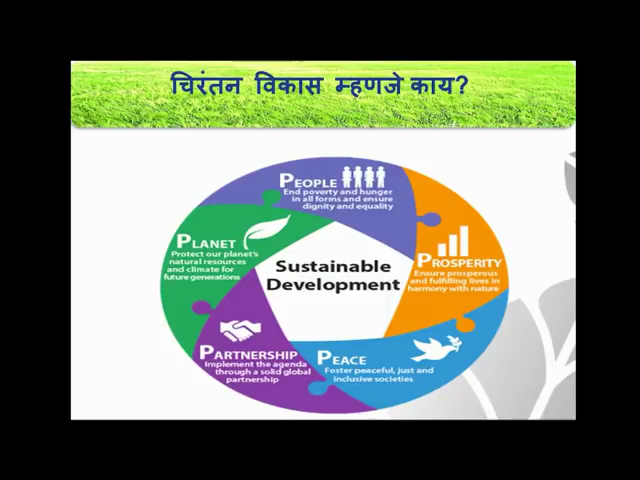 चिरंतन विकास म्हणजे काय?
PEOPLE
End poverty and hunger
in all forms and ensure
dignity and equality
PROSPERITY
Ensure prosperous
and fulfilling lives in
harmony with nature
PEACE
Foster peaceful, just and
inclusive societies
PARTNERSHIP
Implement the agenda
through a solid global
partnership
PLANET
Protect our planet's
natural resources
and climate for
future generations
Sustainable
Development